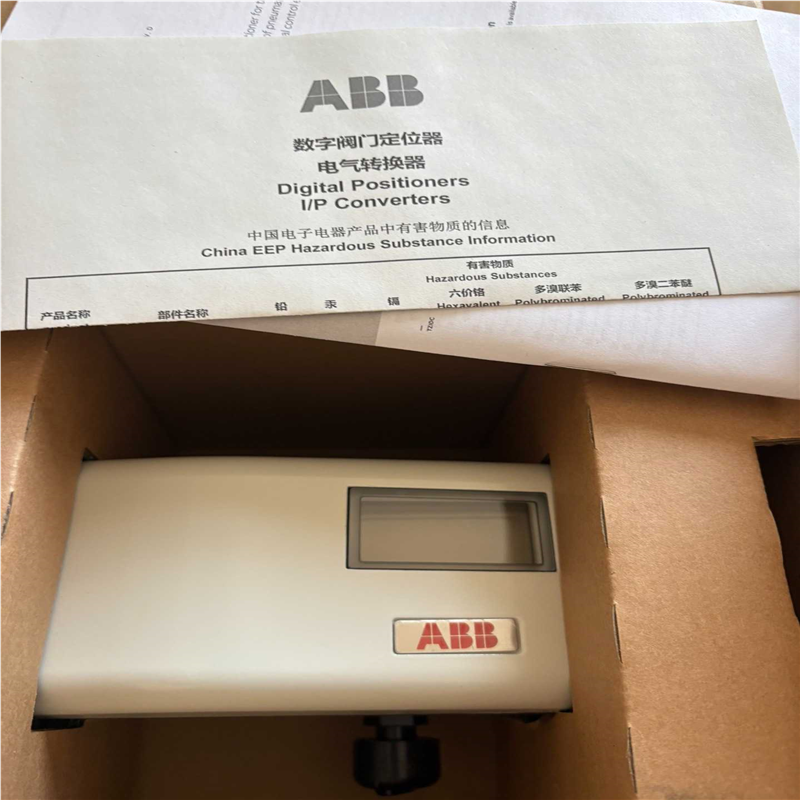 ABB
数字阀门定位器
电气转换器
Digital Positioners
I/P Converters
中国电子电器产品中有害物质的信息
China EEP Hazardous Substance Information
有害物质
Hazardous Substances
产品名称 部件名称 铅 汞 镉 六价铬 多溴联苯 多溴二苯醚
Hexavalent Polybrominated Polybrominated
ABB